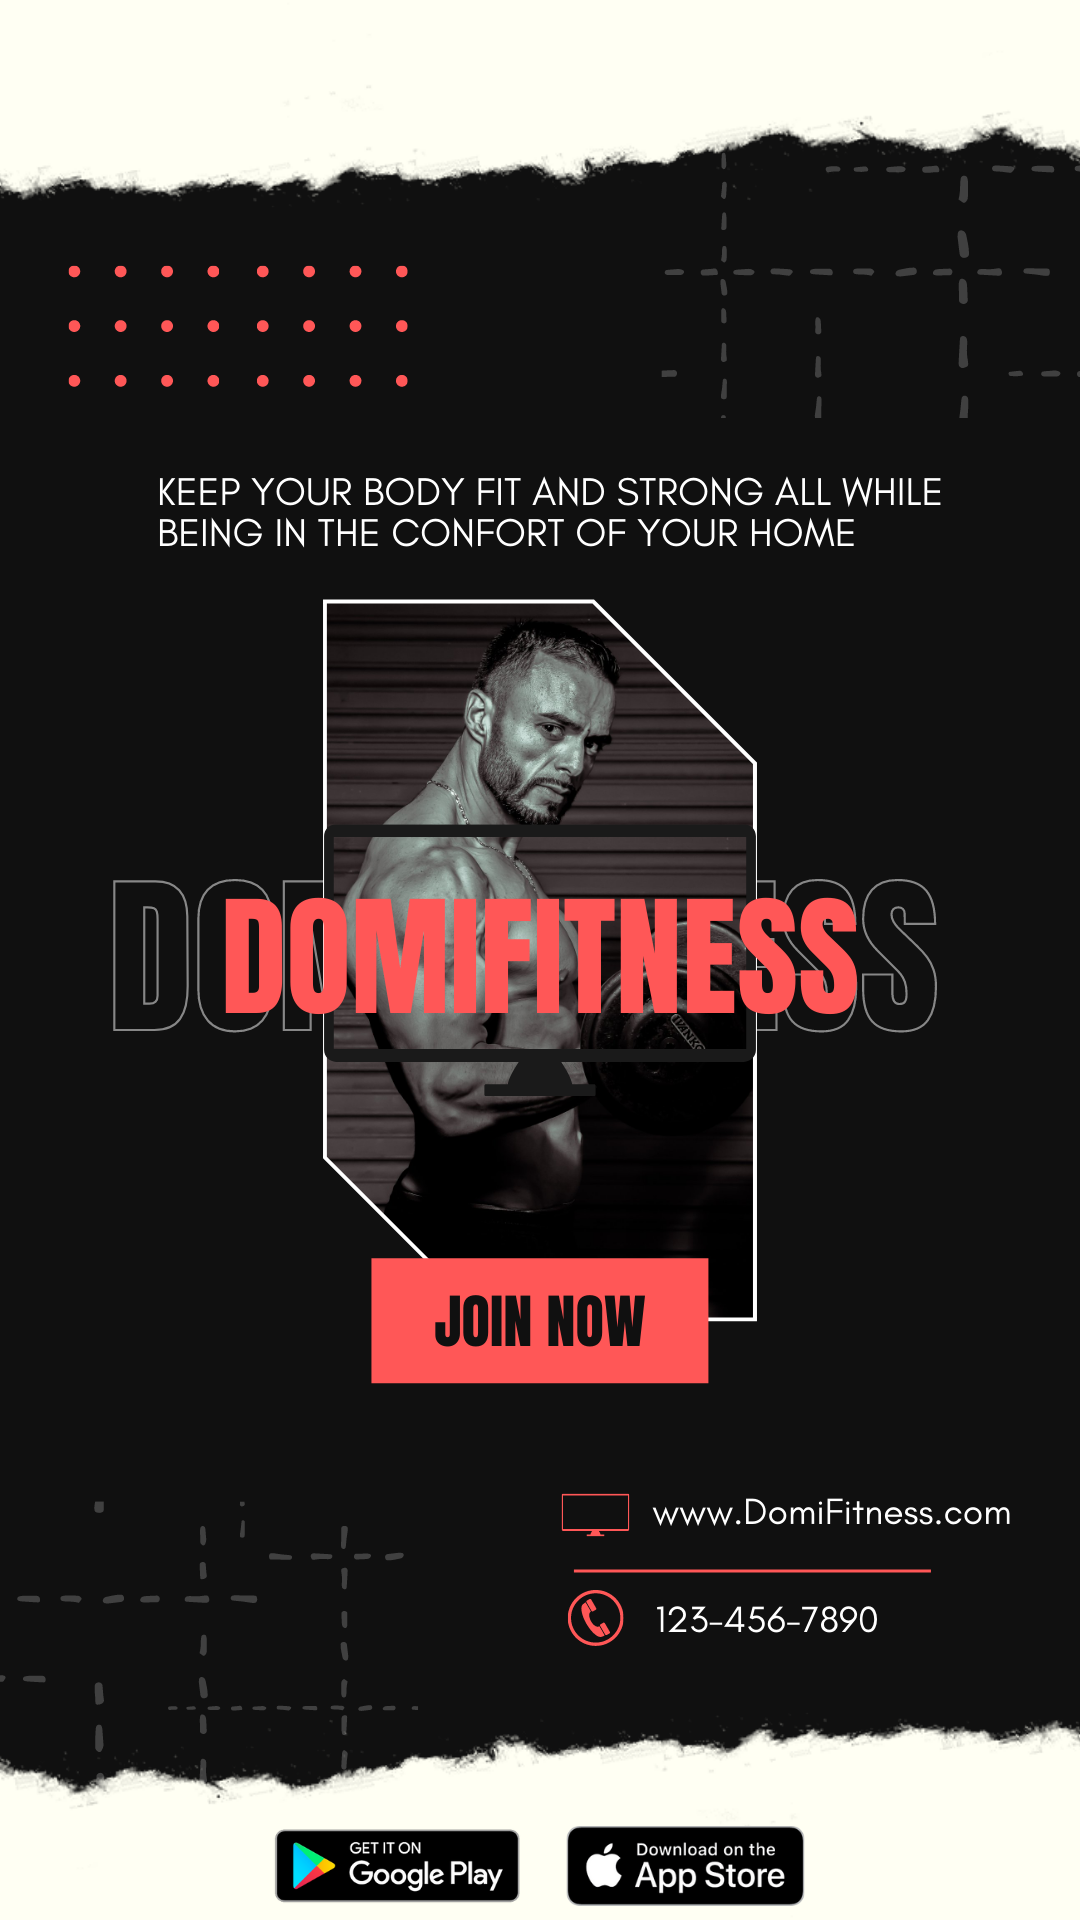 KEEP YOUR BODY FIT AND STRONG ALL WHILE
BEING IN THE CONFORT OF YOUR HOME
DOMIFITNESS
JOIN NOW
www.DomiFitness.com
123-456-7890
GET IT ON
Google Play
Download on the
App Store